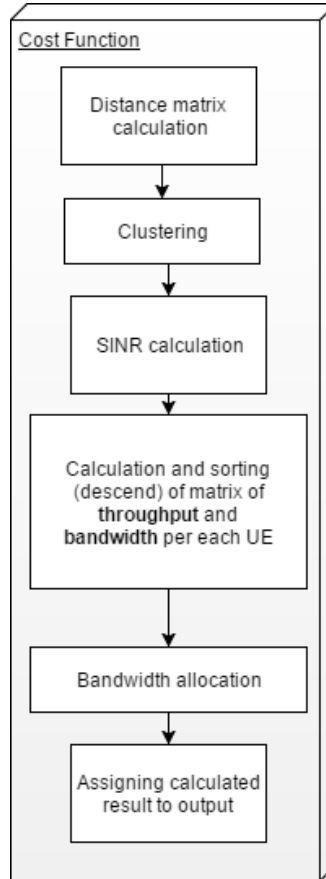 Cost Function
Distance matrix
calculation
Clustering
SINR calculation
Calculation and sorting
(descend) of matrix of
throughput and
bandwidth per each UE
Bandwidth allocation
Assigning calculated
result to output